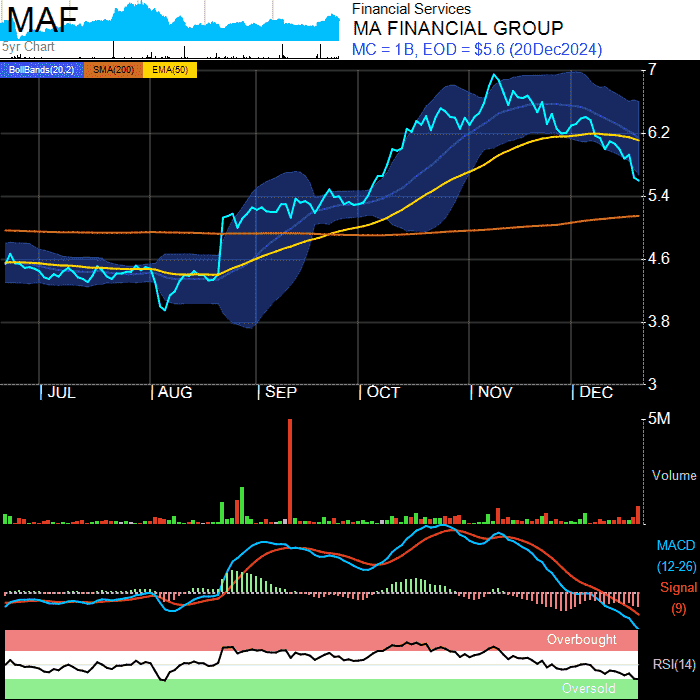 MAF
5yr Chart
Financial Services
MA FINANCIAL GROUP
MC = 1B, EOD = $5.6 (20Dec2024)
BollBands(20,2) SMA(200) EMA(50)
7
6.2
5.4
4.6
3.8
3
JUL AUG SEP OCT NOV DEC
5M
Volume
MACD
(12-26)
Signal
(9)
Overbought
RSI(14)
Oversold